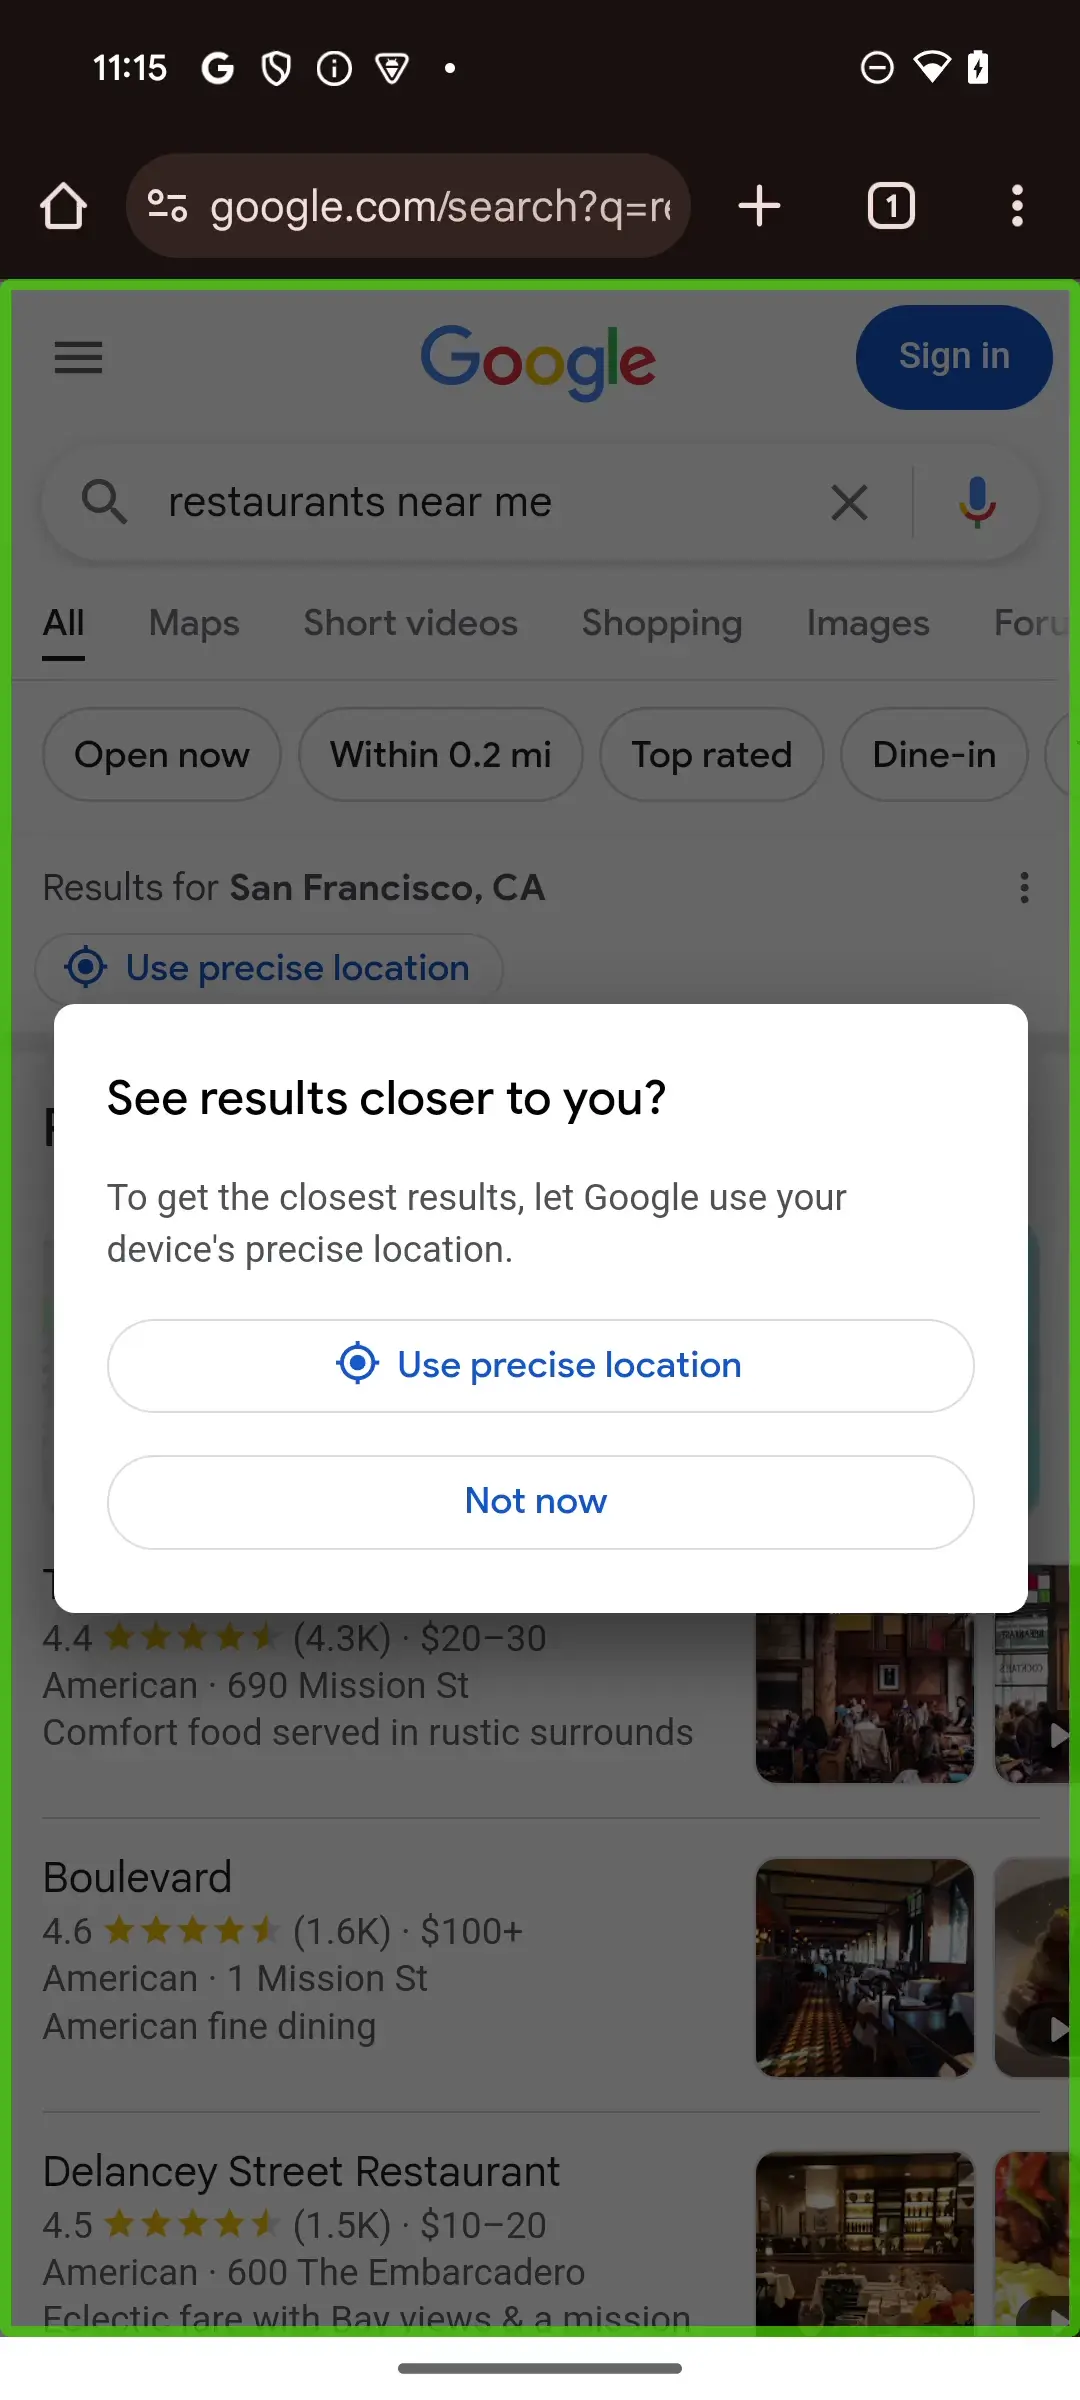 11:15
google.com/search?q=re
1
Google
Sign in
restaurants near me
All Maps Short videos Shopping Images Foru
Open now Within 0.2 mi Top rated Dine-in
Results for San Francisco, CA
Use precise location
See results closer to you?
To get the closest results, let Google use your
device's precise location.
Use precise location
Not now
4.4 (4.3K) · $20–30
American · 690 Mission St
Comfort food served in rustic surrounds
Boulevard
4.6 (1.6K) · $100+
American · 1 Mission St
American fine dining
Delancey Street Restaurant
4.5 (1.5K) · $10–20
American · 600 The Embarcadero
Eclectic fare with Bay views & a mission